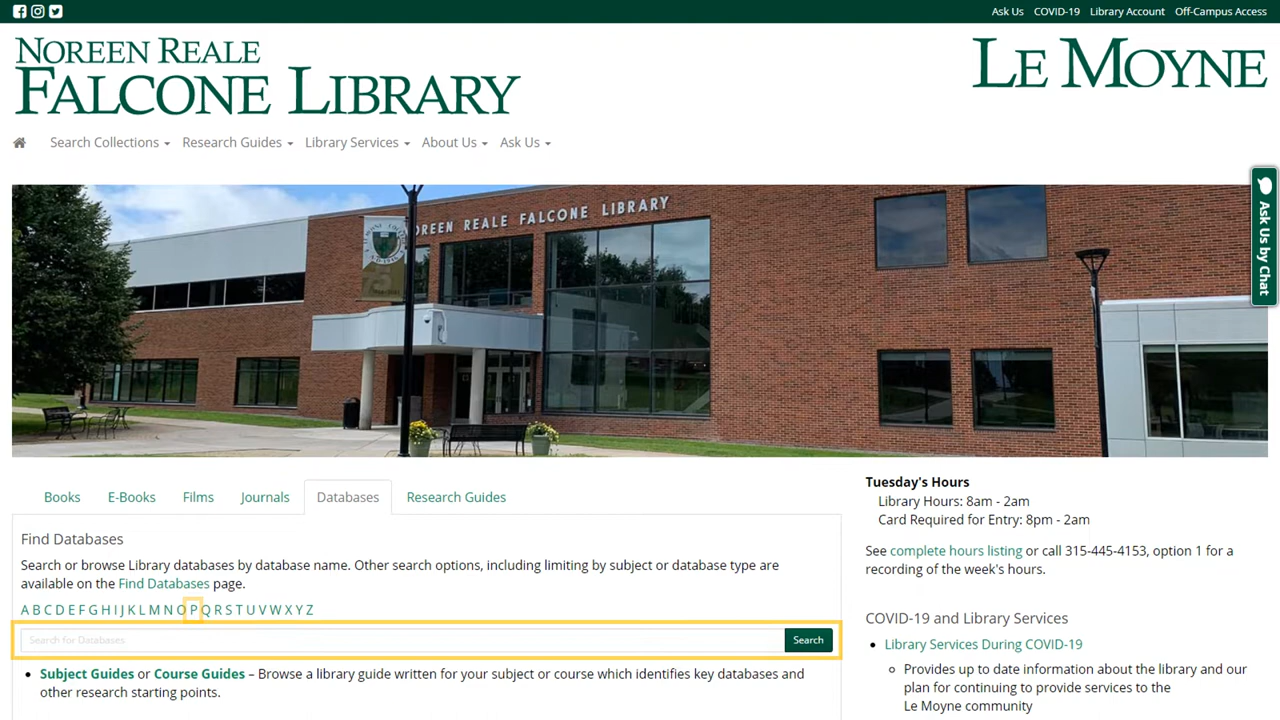 Ask Us COVID-19 Library Account Off-Campus Access
NOREEN REALE
FALCONE LIBRARY
LE MOYNE
Search Collections Research Guides Library Services About Us Ask Us
NOREEN REALE FALCONE LIBRARY
Ask Us by Chat
Books E-Books Films Journals Databases Research Guides
Find Databases
Search or browse Library databases by database name. Other search options, including limiting by subject or database type are
available on the Find Databases page.
A B C D E F G H I J K L M N O P Q R S T U V W X Y Z
Search for Databases Search
• Subject Guides or Course Guides – Browse a library guide written for your subject or course which identifies key databases and
other research starting points.
Tuesday's Hours
Library Hours: 8am - 2am
Card Required for Entry: 8pm - 2am
See complete hours listing or call 315-445-4153, option 1 for a
recording of the week's hours.
COVID-19 and Library Services
• Library Services During COVID-19
Provides up to date information about the library and our
plan for continuing to provide services to the
Le Moyne community